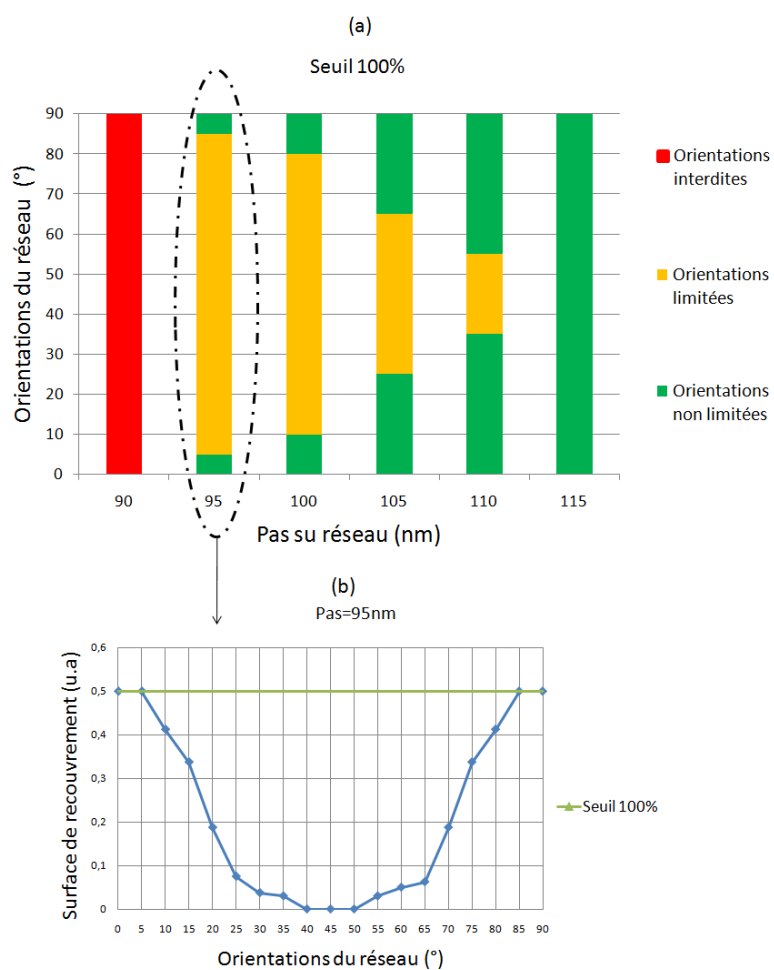 (a)
Seuil 100%
Orientations du réseau (°)
90
80
70
60
50
40
30
20
10
0
90 95 100 105 110 115
Pas su réseau (nm)
Orientations
interdites
Orientations
limitées
Orientations
non limitées
(b)
Pas=95nm
Surface de recouvrement (u.a)
0,6
0,5
0,4
0,3
0,2
0,1
0
0 5 10 15 20 25 30 35 40 45 50 55 60 65 70 75 80 85 90
Orientations du réseau (°)
Seuil 100%